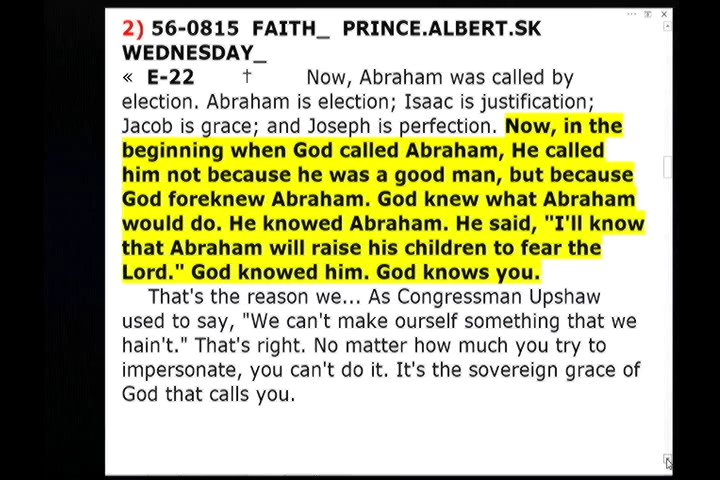 2) 56-0815 FAITH_ PRINCE.ALBERT.SK
WEDNESDAY_
« E-22 † Now, Abraham was called by
election. Abraham is election; Isaac is justification;
Jacob is grace; and Joseph is perfection. Now, in the
beginning when God called Abraham, He called
him not because he was a good man, but because
God foreknew Abraham. God knew what Abraham
would do. He knowed Abraham. He said, "I'll know
that Abraham will raise his children to fear the
Lord." God knowed him. God knows you.
That's the reason we... As Congressman Upshaw
used to say, "We can't make ourself something that we
hain't." That's right. No matter how much you try to
impersonate, you can't do it. It's the sovereign grace of
God that calls you.